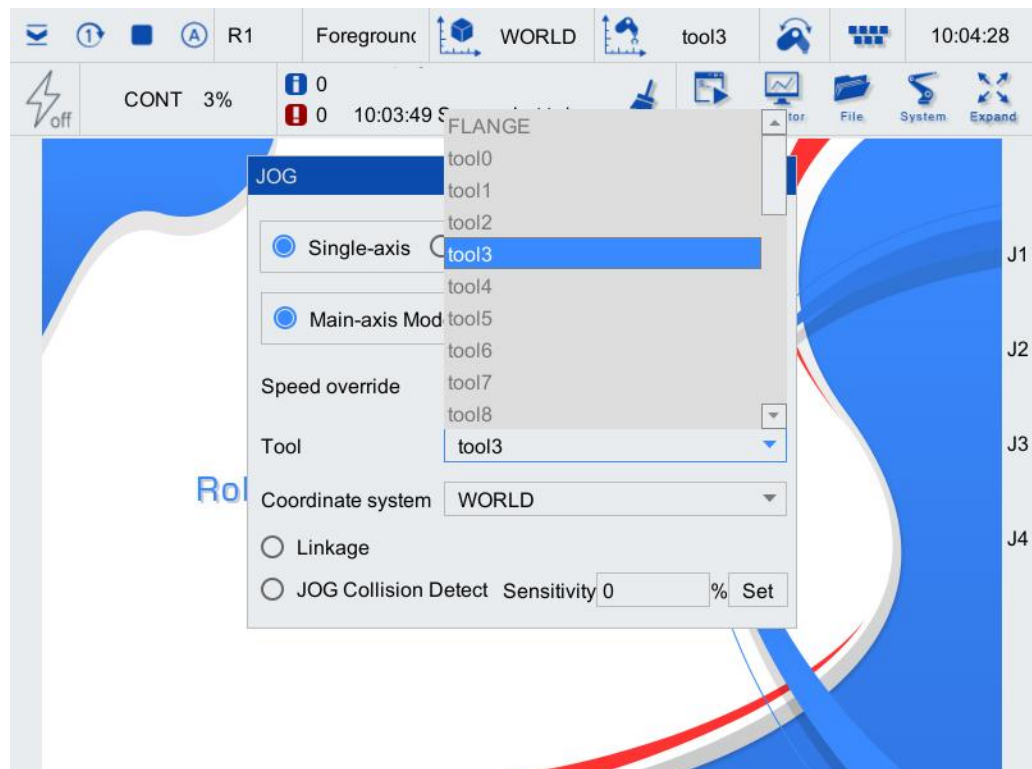 R1 Foreground WORLD tool3 10:04:28
off CONT 3%
0
0 10:03:49
File System Expand
JOG
FLANGE
tool0
tool1
tool2
tool3
tool4
tool5
tool6
tool7
tool8
Single-axis
Main-axis Mod
Speed override
Tool tool3
Coordinate system WORLD
Linkage
JOG Collision Detect Sensitivity 0 % Set
Rol
J1
J2
J3
J4